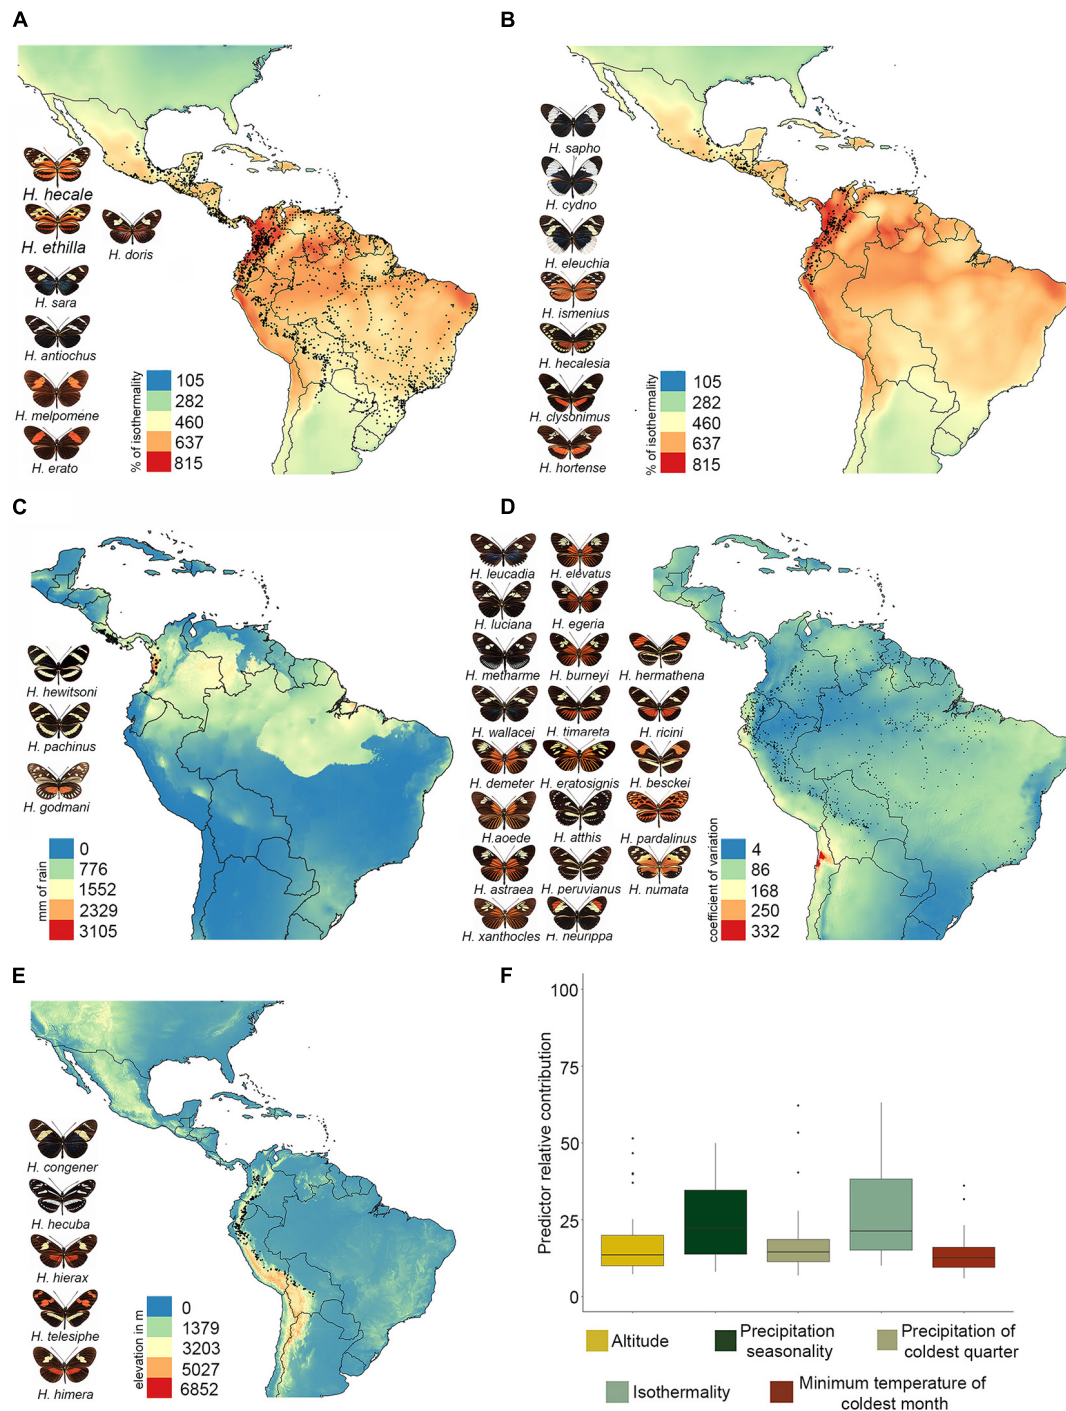 A
H. hecale
H. ethilla
H. doris
H. sara
H. antiochus
H. melpomene
H. erato
% of isothermality
105
282
460
637
815
B
H. sapho
H. cydno
H. eleuchia
H. ismenius
H. hecalesia
H. clysonimus
H. hortense
% of isothermality
105
282
460
637
815
C
H. hewitsoni
H. pachinus
H. godmani
mm of rain
0
776
1552
2329
3105
D
H. leucadia
H. elevatus
H. luciana
H. egeria
H. metharme
H. burneyi
H. hermathena
H. wallacei
H. timareta
H. ricini
H. demeter
H. eratosignis
H. besckei
H.aoede
H. atthis
H. pardalinus
H. astraea
H. peruvianus
H. numata
H. xanthocles
H. neurippa
coefficient of variation
4
86
168
250
332
E
H. congener
H. hecuba
H. hierax
H. telesiphe
H. himera
elevation in m
0
1379
3203
5027
6852
F
Predictor relative contribution
100
75
50
25
0
Altitude
Precipitation
seasonality
Precipitation of
coldest quarter
Isothermality
Minimum temperature of
coldest month